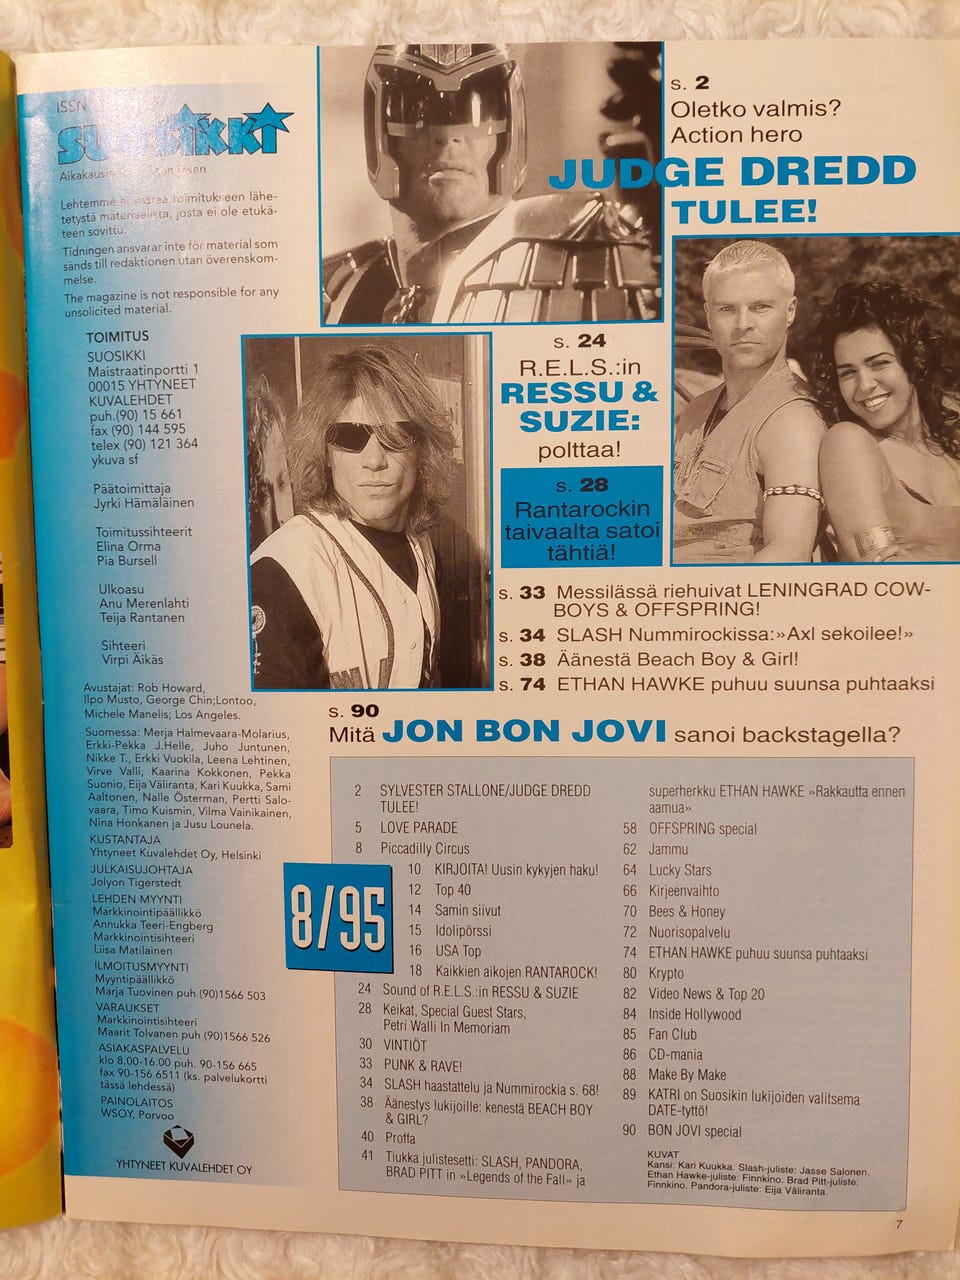 ISSN
SUOSIKKI
Lehtemme ei vastaa toimitukseen lähe-
tetystä materiaalista, josta ei ole etukä-
teen sovittu.
Tidningen ansvarar inte för material som
sänds till redaktionen utan överenskom-
melse.
The magazine is not responsible for any
unsolicited material.
TOIMITUS
SUOSIKKI
Maistraatinportti 1
00015 YHTYNEET
KUVALEHDET
puh.(90) 15 661
fax (90) 144 595
telex (90) 121 364
ykuva sf
Päätoimittaja
Jyrki Hämäläinen
Toimitussihteerit
Elina Orma
Pia Bursell
Ulkoasu
Anu Merenlahti
Teija Rantanen
Sihteeri
Virpi Äikäs
Avustajat: Rob Howard,
Ilpo Musto, George Chin;Lontoo,
Michele Manelis; Los Angeles.
Suomessa: Merja Halmevaara-Molarius,
Erkki-Pekka J.Helle, Juho Juntunen,
Nikke T., Erkki Vuokila, Leena Lehtinen,
Virve Valli, Kaarina Kokkonen, Pekka
Suonio, Eija Väliranta, Kari Kuukka, Sami
Aaltonen, Nalle Österman, Pertti Salo-
vaara, Timo Kuismin, Vilma Vainikainen,
Nina Honkanen ja Jusu Lounela.
KUSTANTAJA
Yhtyneet Kuvalehdet Oy, Helsinki
JULKAISUJOHTAJA
Jolyon Tigerstedt
LEHDEN MYYNTI
Markkinointipäällikkö
Annukka Teeri-Engberg
Markkinointisihteeri
Liisa Matilainen
ILMOITUSMYYNTI
Myyntipäällikkö
Marja Tuovinen puh (90)1566 503
VARAUKSET
Markkinointisihteeri
Maarit Tolvanen puh (90)1566 526
ASIAKASPALVELU
klo 8.00-16.00 puh. 90-156 665
fax 90-156 6511 (ks. palvelukortti
tässä lehdessä)
PAINOLAITOS
WSOY, Porvoo
YHTYNEET KUVALEHDET OY
s. 2
Oletko valmis?
Action hero
JUDGE DREDD
TULEE!
s. 24
R.E.L.S.:in
RESSU &
SUZIE:
polttaa!
s. 28
Rantarockin
taivaalta satoi
tähtiä!
s. 33 Messilässä riehuivat LENINGRAD COW-
BOYS & OFFSPRING!
s. 34 SLASH Nummirockissa:»Axl sekoilee!»
s. 38 Äänestä Beach Boy & Girl!
s. 74 ETHAN HAWKE puhuu suunsa puhtaaksi
s. 90
Mitä JON BON JOVI sanoi backstagella?
8/95
2 SYLVESTER STALLONE/JUDGE DREDD
TULEE!
5 LOVE PARADE
8 Piccadilly Circus
10 KIRJOITA! Uusin kykyjen haku!
12 Top 40
14 Samin siivut
15 Idolipörssi
16 USA Top
18 Kaikkien aikojen RANTAROCK!
24 Sound of R.E.L.S.:in RESSU & SUZIE
28 Keikat, Special Guest Stars,
Petri Walli In Memoriam
30 VINTIÖT
33 PUNK & RAVE!
34 SLASH haastattelu ja Nummirockia s. 68!
38 Äänestys lukijoille: kenestä BEACH BOY
& GIRL?
40 Proffa
41 Tiukka julistesetti: SLASH, PANDORA,
BRAD PITT in »Legends of the Fall» ja
superherkku ETHAN HAWKE »Rakkautta ennen
aamua»
58 OFFSPRING special
62 Jammu
64 Lucky Stars
66 Kirjeenvaihto
70 Bees & Honey
72 Nuorisopalvelu
74 ETHAN HAWKE puhuu suunsa puhtaaksi
80 Krypto
82 Video News & Top 20
84 Inside Hollywood
85 Fan Club
86 CD-mania
88 Make By Make
89 KATRI on Suosikin lukijoiden valitsema
DATE-tyttö!
90 BON JOVI special
KUVAT
Kansi: Kari Kuukka. Slash-juliste: Jasse Salonen.
Ethan Hawke-juliste: Finnkino. Brad Pitt-juliste:
Finnkino. Pandora-juliste: Eija Väliranta.
7